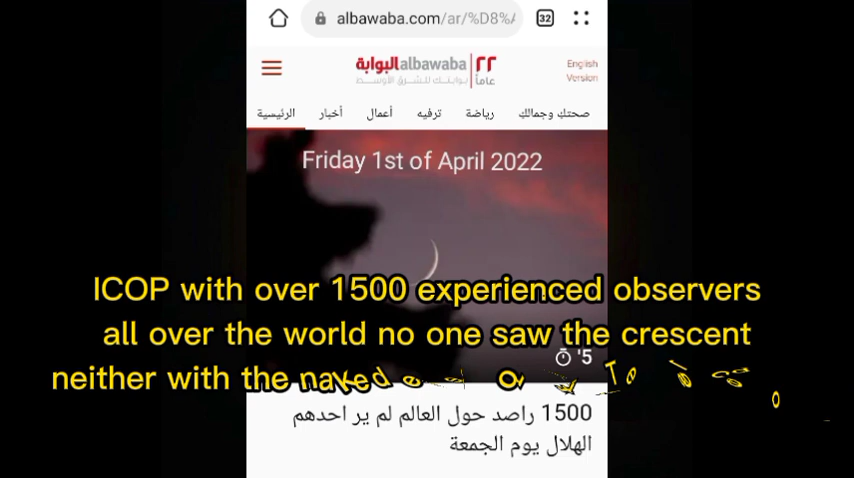 albawaba.com/ar/%D8%
32
البوابة albawaba
بوابتك للشرق الأوسط
٢٢
عاماً
English
Version
الرئيسية أخبار أعمال ترفيه رياضة صحتكِ وجمالكِ
Friday 1st of April 2022
ICOP with over 1500 experienced observers
all over the world no one saw the crescent
neither with the naked
'5
1500 راصد حول العالم لم ير احدهم
الهلال يوم الجمعة